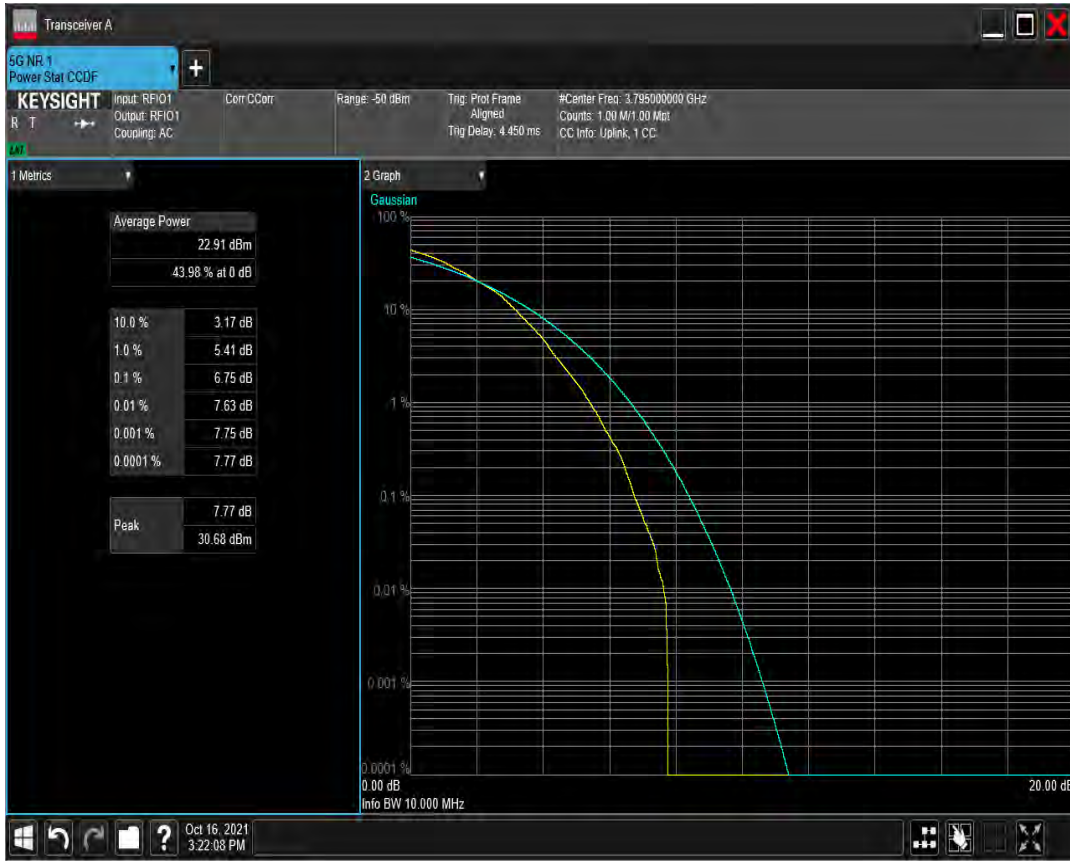 Transceiver A
5G NR 1
Power Stat CCDF
+
KEYSIGHT
R T
LXI
Input: RFIO1
Output: RFIO1
Coupling: AC
Corr CCorr
Range: -50 dBm
Trig: Prot Frame
Aligned
Trig Delay: 4.450 ms
#Center Freq: 3.795000000 GHz
Counts: 1.00 M/1.00 Mpt
CC Info: Uplink, 1 CC
1 Metrics
Average Power
22.91 dBm
43.98 % at 0 dB
10.0 % 3.17 dB
1.0 % 5.41 dB
0.1 % 6.75 dB
0.01 % 7.63 dB
0.001 % 7.75 dB
0.0001 % 7.77 dB
Peak 7.77 dB
30.68 dBm
2 Graph
Gaussian
100 %
10 %
1 %
0.1 %
0.01 %
0.001 %
0.0001 %
0.00 dB 20.00 dB
Info BW 10.000 MHz
? Oct 16, 2021
3:22:08 PM